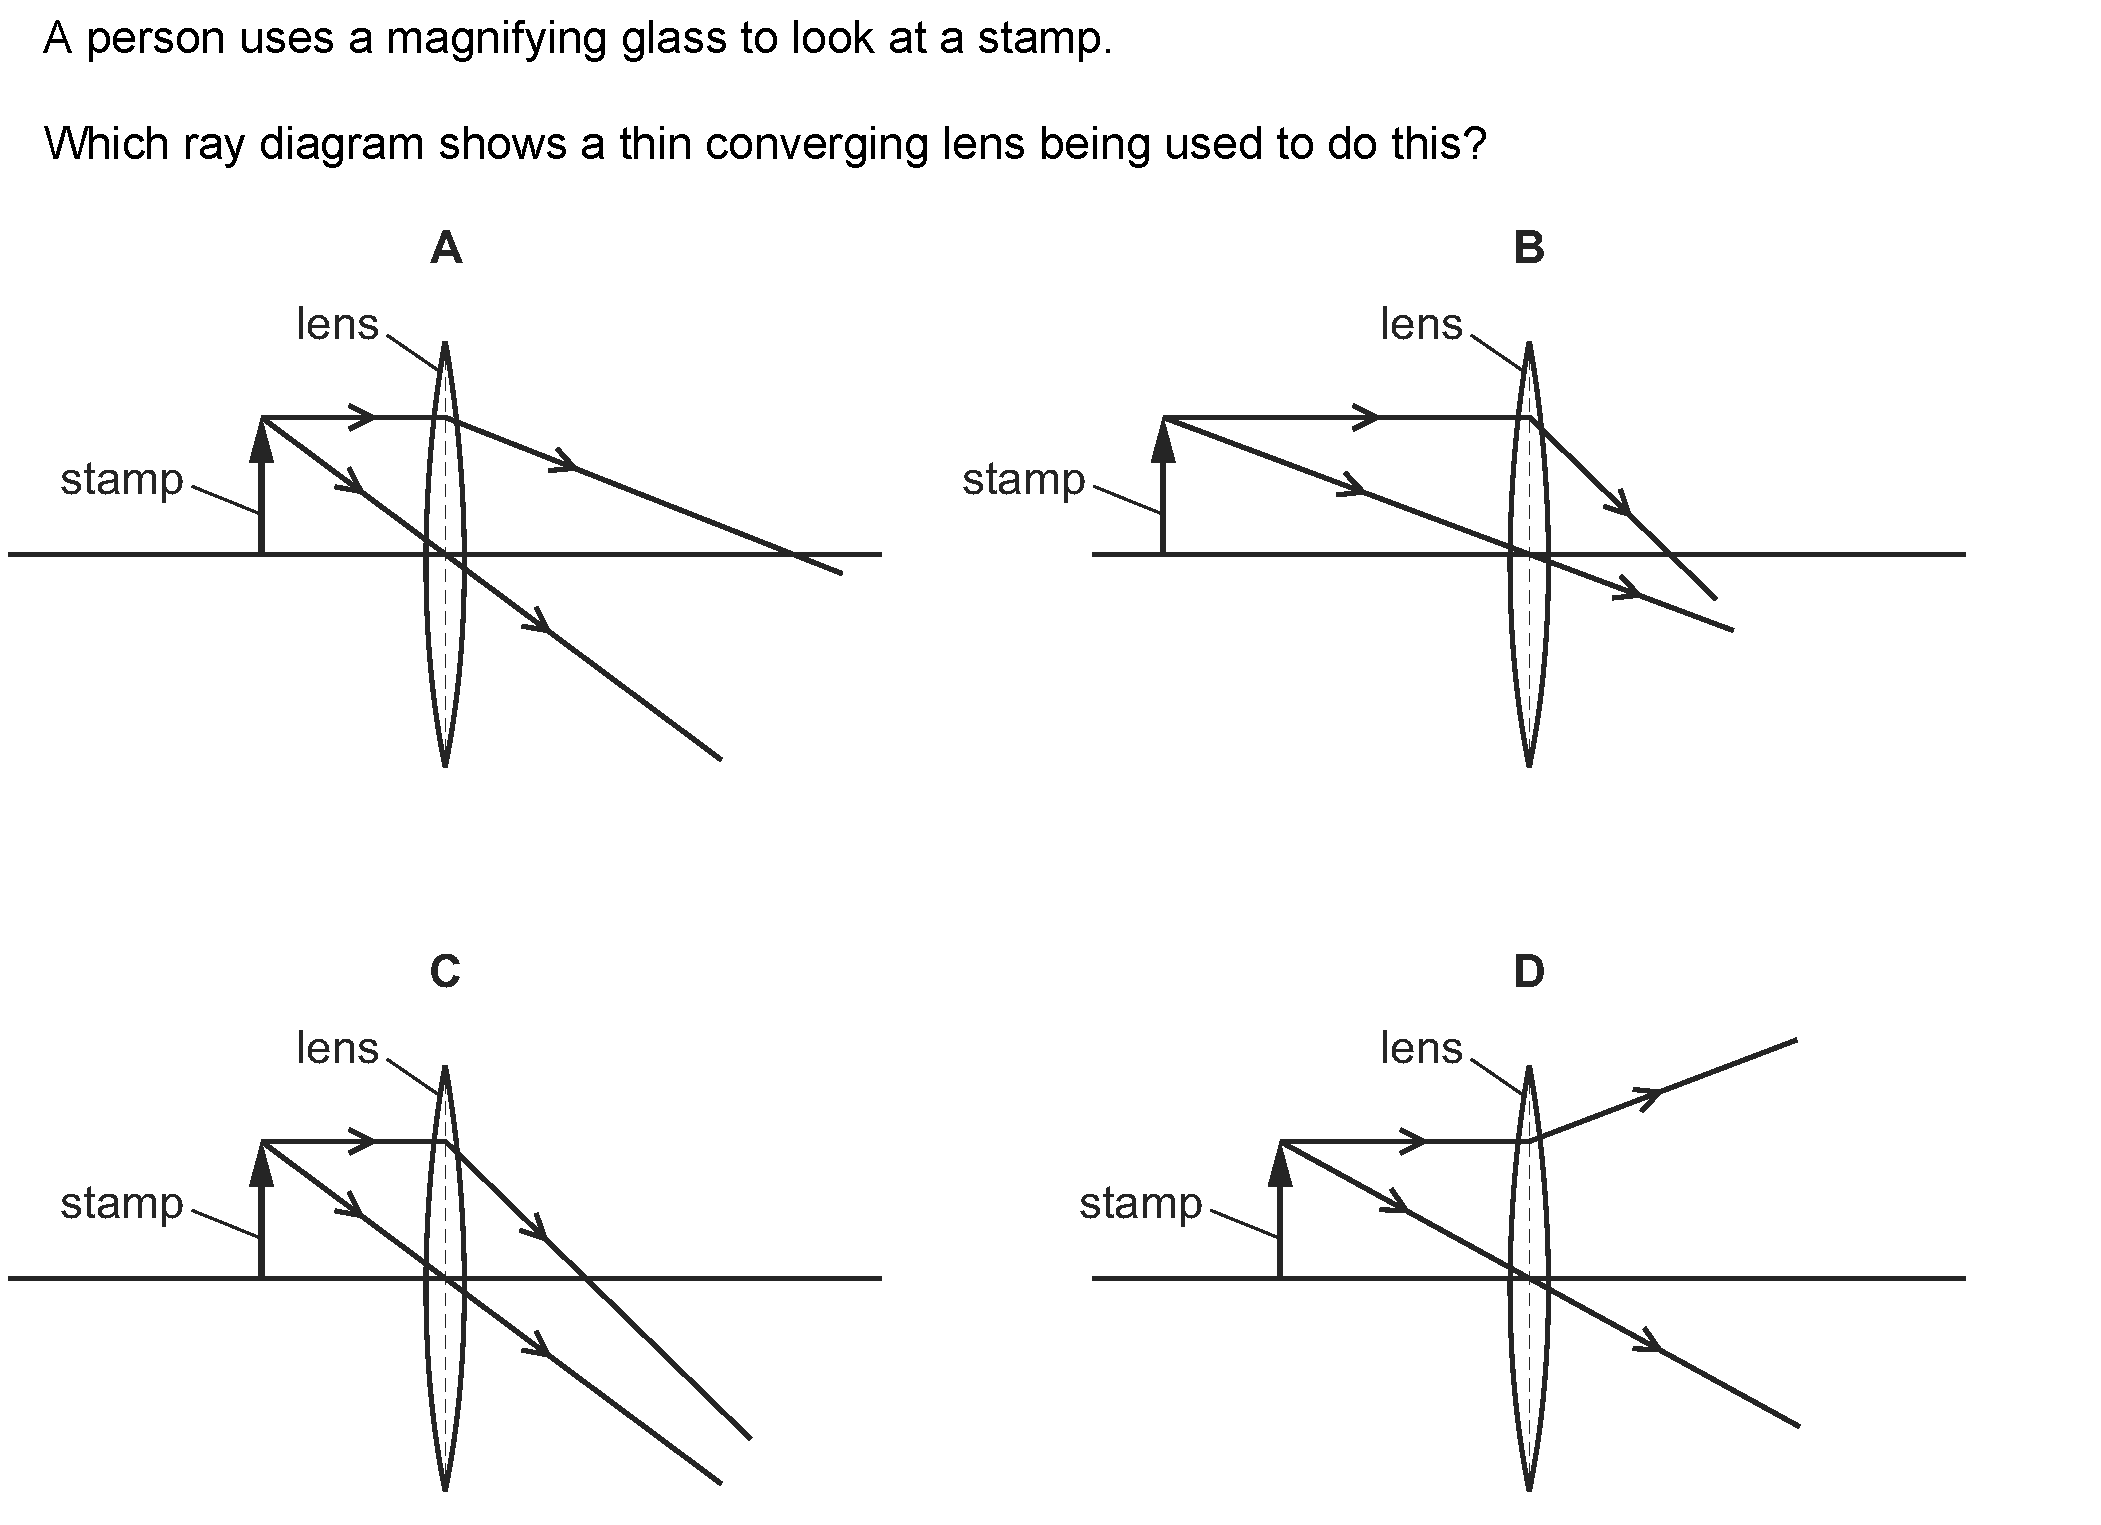 A person uses a magnifying glass to look at a stamp.
Which ray diagram shows a thin converging lens being used to do this?
A
lens
stamp
B
lens
stamp
C
lens
stamp
D
lens
stamp